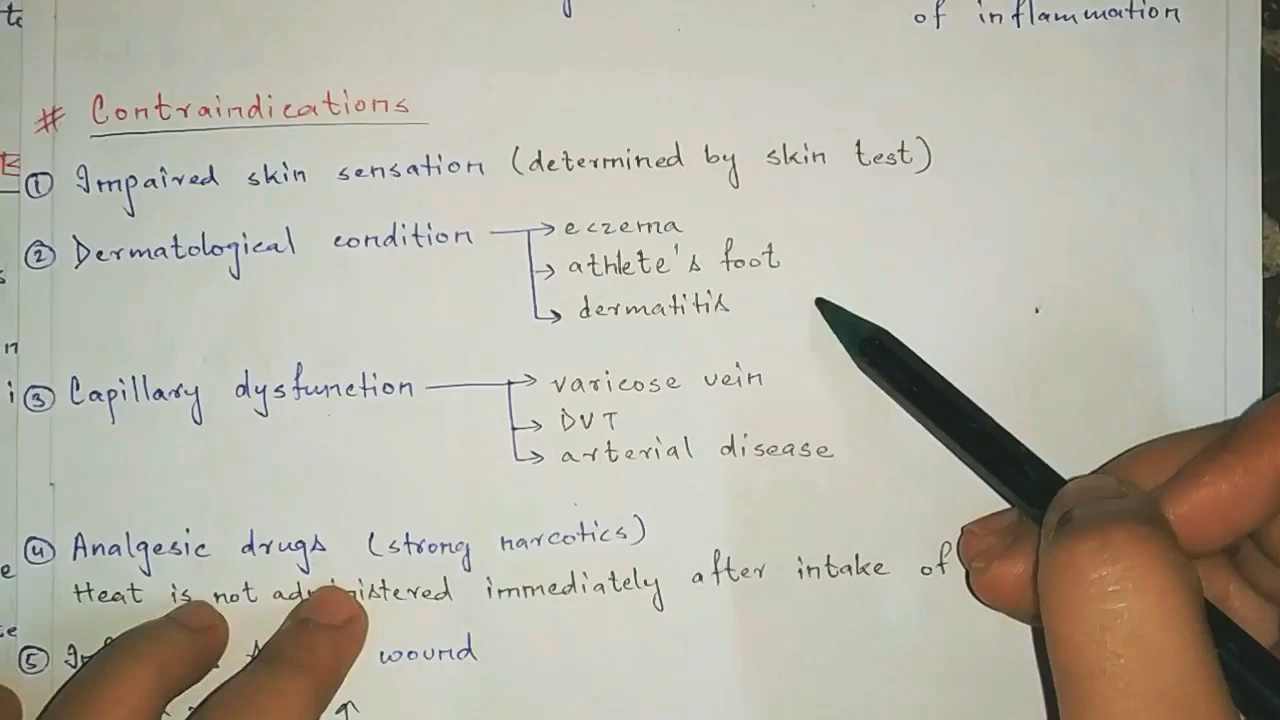 of inflammation
# Contraindications
① Impaired skin sensation (determined by skin test)
② Dermatological condition → eczema
→ athlete's foot
→ dermatitis
③ Capillary dysfunction → varicose vein
→ DVT
→ arterial disease
④ Analgesic drugs (strong narcotics)
Heat is not administered immediately after intake of
⑤ wound